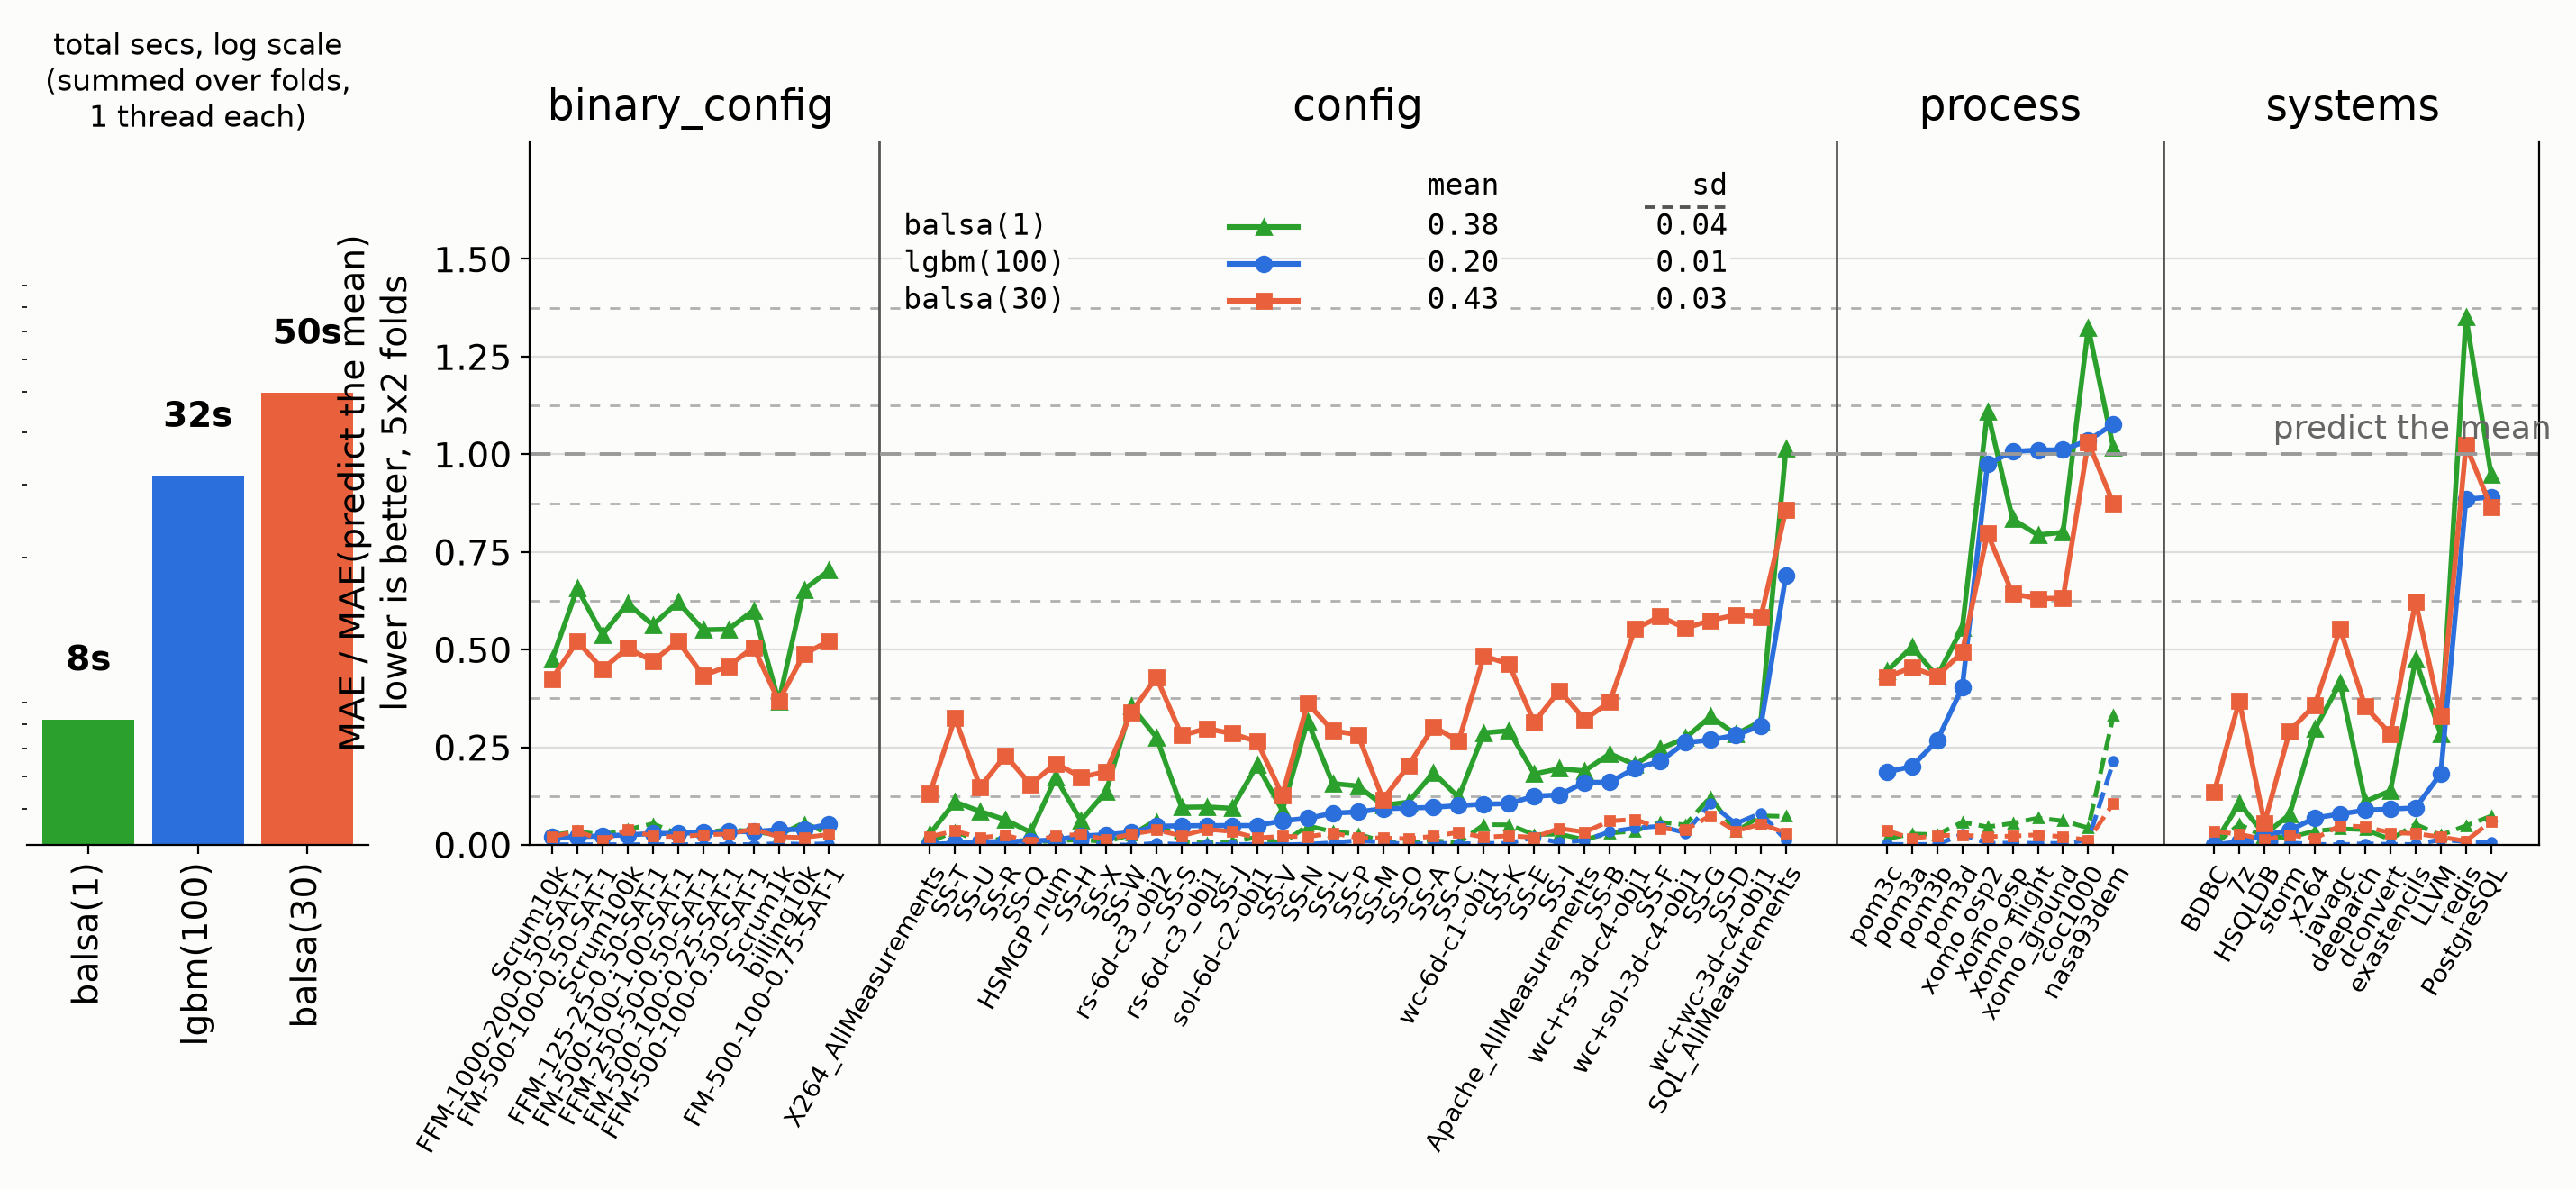 total secs, log scale
(summed over folds,
1 thread each)
8s
32s
50s
balsa(1)
lgbm(100)
balsa(30)
MAE / MAE(predict the mean)
lower is better, 5x2 folds
0.00
0.25
0.50
0.75
1.00
1.25
1.50
binary_config
config
process
systems
mean sd
balsa(1) 0.38 0.04
lgbm(100) 0.20 0.01
balsa(30) 0.43 0.03
predict the mean
Scrum10k
FFM-1000-200-0.50-SAT-1
FM-500-100-0.50-SAT-1
Scrum100k
FFM-125-25-0.50-SAT-1
FM-500-100-1.00-SAT-1
FFM-250-50-0.50-SAT-1
FM-500-100-0.25-SAT-1
FFM-500-100-0.50-SAT-1
Scrum1k
billing10k
FM-500-100-0.75-SAT-1
X264_AllMeasurements
SS-T
SS-U
SS-R
SS-Q
HSMGP_num
SS-H
SS-X
SS-W
rs-6d-c3_obj2
SS-S
rs-6d-c3_obj1
SS-J
sol-6d-c2-obj1
SS-V
SS-N
SS-L
SS-P
SS-M
SS-O
SS-A
SS-C
wc-6d-c1-obj1
SS-K
SS-E
SS-I
Apache_AllMeasurements
SS-B
wc+rs-3d-c4-obj1
SS-F
wc+sol-3d-c4-obj1
SS-G
SS-D
wc+wc-3d-c4-obj1
SQL_AllMeasurements
pom3c
pom3a
pom3b
pom3d
xomo_osp2
xomo_osp
xomo_flight
xomo_ground
coc1000
nasa93dem
BDBC
7z
HSQLDB
storm
x264
javagc
deeparch
dconvert
exastencils
LLVM
redis
PostgreSQL